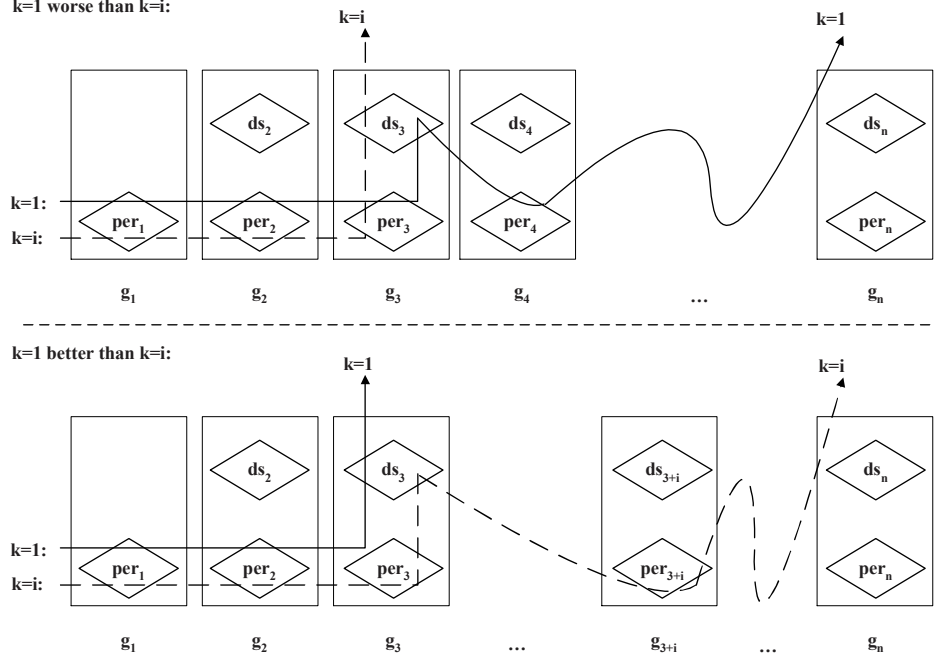 k=1 worse than k=i:
k=i
k=1
ds2
ds3
ds4
dsn
k=1:
per1
per2
per3
per4
pern
k=i:
g1
g2
g3
g4
...
gn
k=1 better than k=i:
k=1
k=i
ds2
ds3
ds3+i
dsn
k=1:
per1
per2
per3
per3+i
pern
k=i:
g1
g2
g3
...
g3+i
...
gn